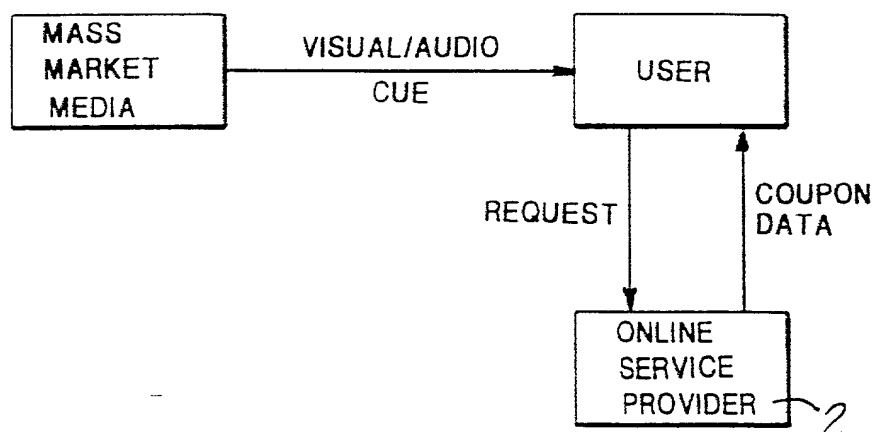 MASS
MARKET
MEDIA
VISUAL/AUDIO
CUE
USER
REQUEST
COUPON
DATA
ONLINE
SERVICE
PROVIDER
2